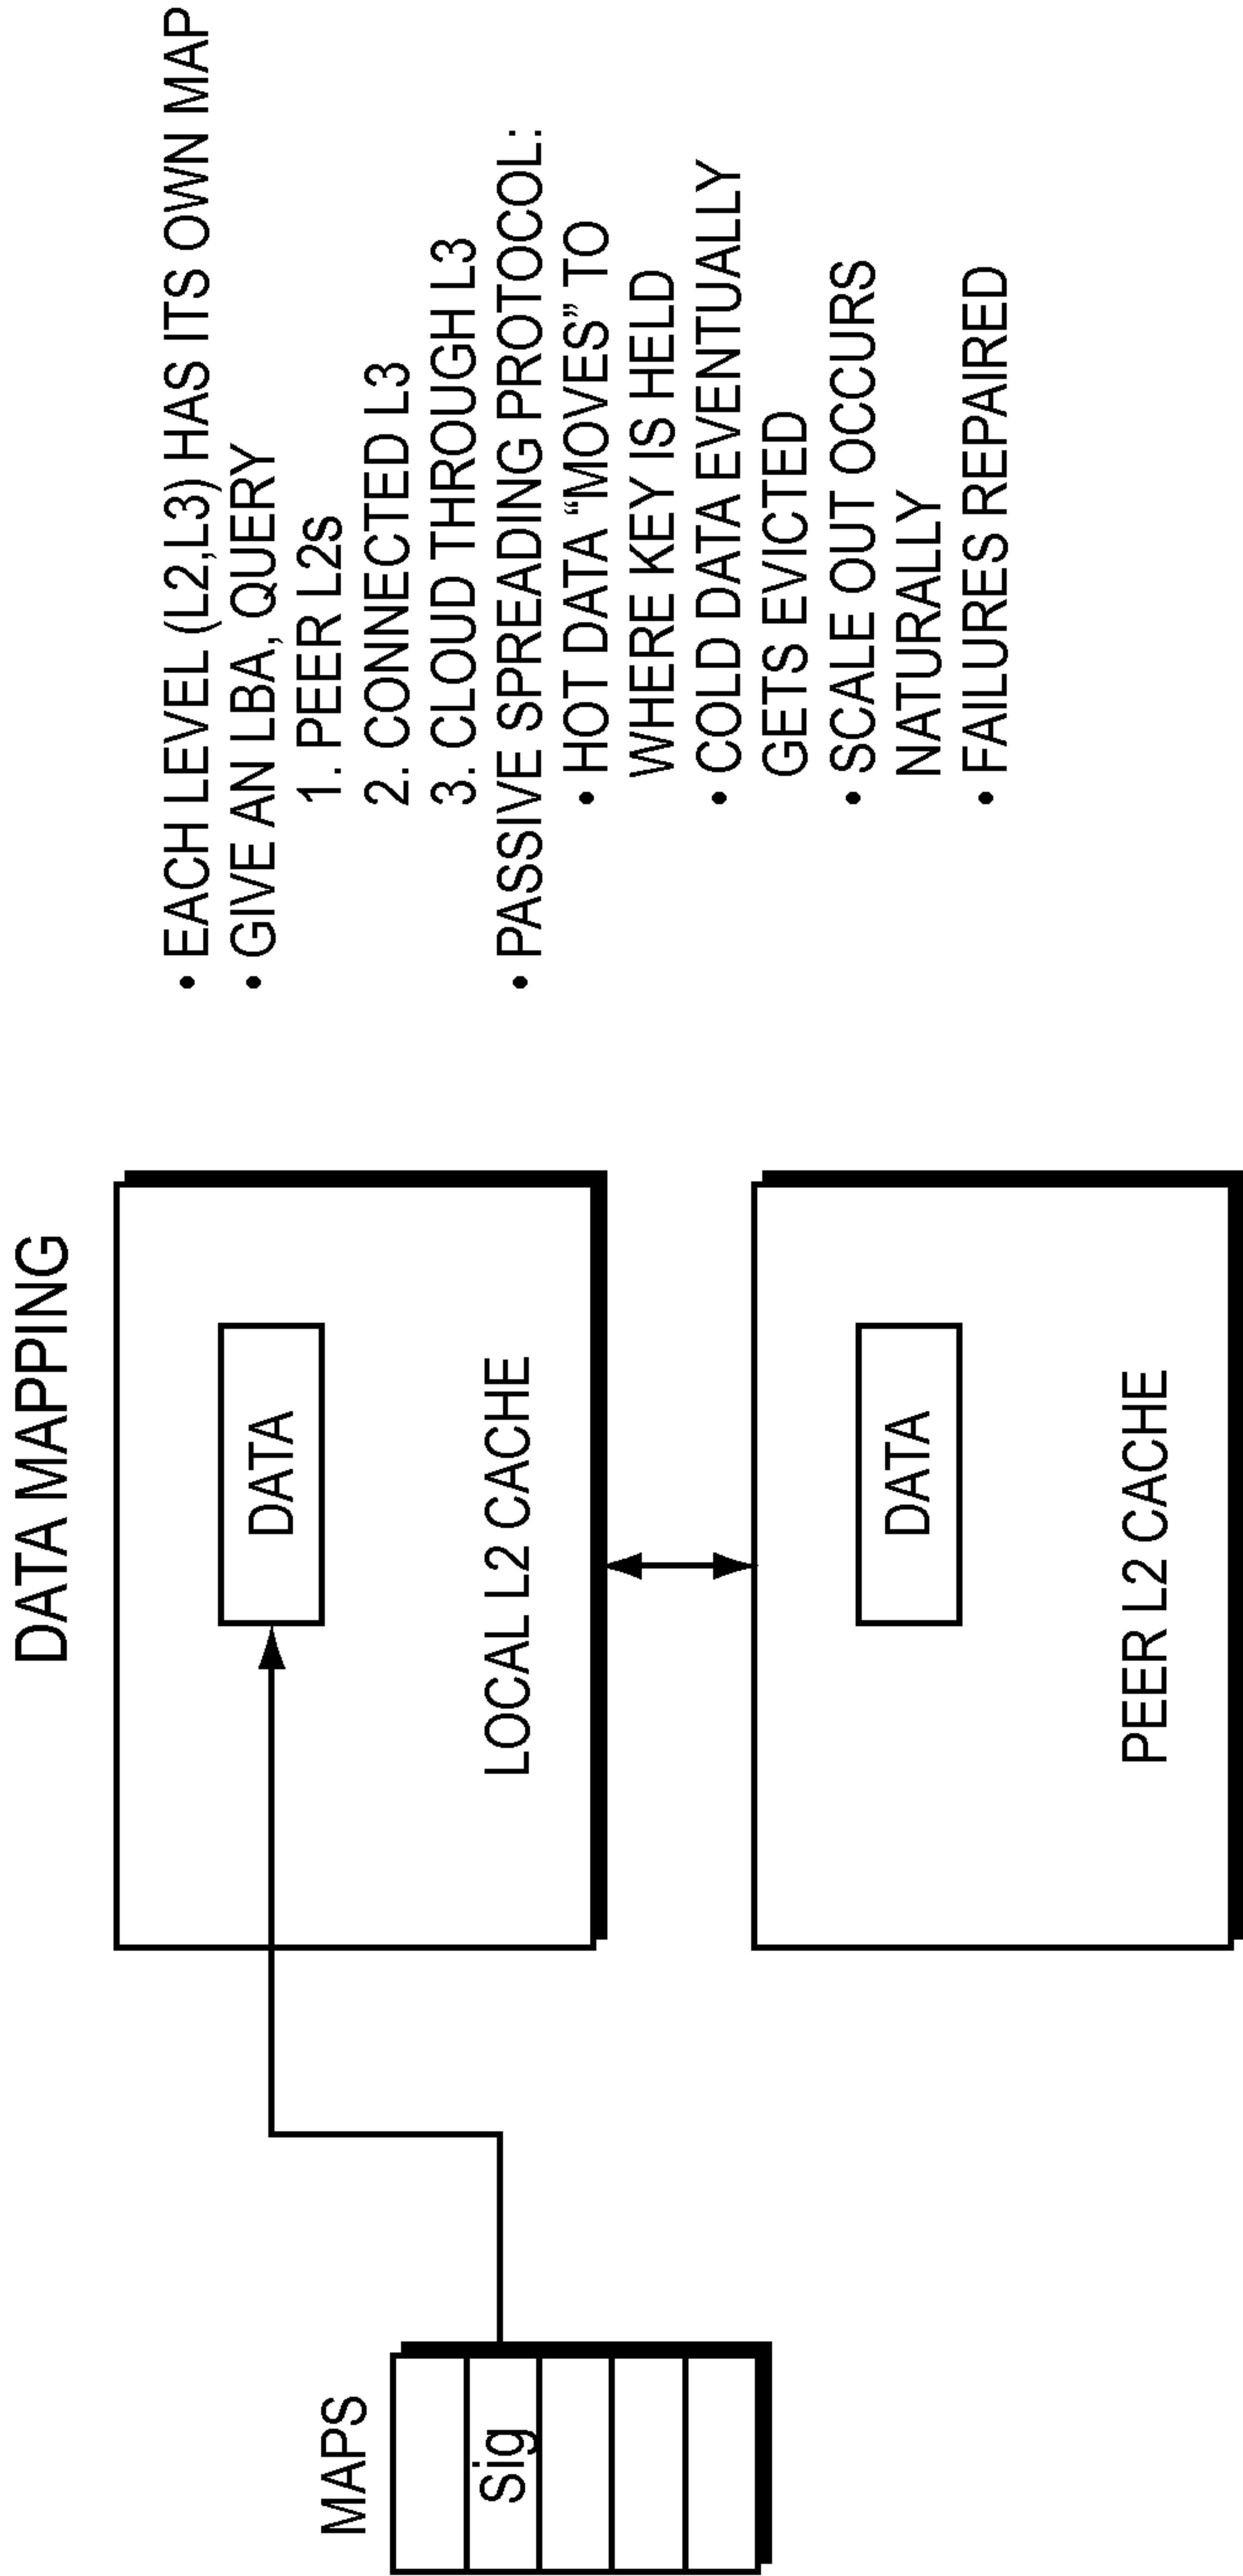 DATA MAPPING
MAPS
Sig
DATA
LOCAL L2 CACHE
DATA
PEER L2 CACHE
• EACH LEVEL (L2,L3) HAS ITS OWN MAP
• GIVE AN LBA, QUERY
1. PEER L2s
2. CONNECTED L3
3. CLOUD THROUGH L3
• PASSIVE SPREADING PROTOCOL:
• HOT DATA “MOVES” TO
WHERE KEY IS HELD
• COLD DATA EVENTUALLY
GETS EVICTED
• SCALE OUT OCCURS
NATURALLY
• FAILURES REPAIRED